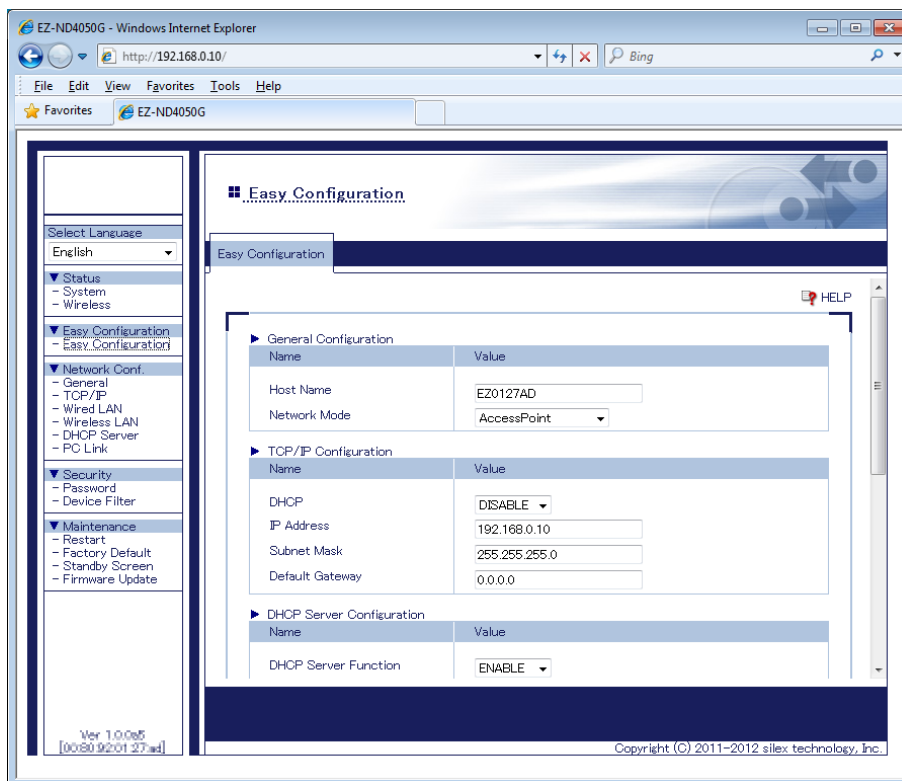 EZ-ND4050G - Windows Internet Explorer
http://192.168.0.10/
Bing
File Edit View Favorites Tools Help
Favorites
EZ-ND4050G
Select Language
English
▼ Status
- System
- Wireless
▼ Easy Configuration
- Easy Configuration
▼ Network Conf.
- General
- TCP/IP
- Wired LAN
- Wireless LAN
- DHCP Server
- PC Link
▼ Security
- Password
- Device Filter
▼ Maintenance
- Restart
- Factory Default
- Standby Screen
- Firmware Update
Ver 1.0.0a5
[00:80:92:01:27:ad]
Easy Configuration
Easy Configuration
HELP
General Configuration
Name Value
Host Name EZ0127AD
Network Mode AccessPoint
TCP/IP Configuration
Name Value
DHCP DISABLE
IP Address 192.168.0.10
Subnet Mask 255.255.255.0
Default Gateway 0.0.0.0
DHCP Server Configuration
Name Value
DHCP Server Function ENABLE
Copyright (C) 2011-2012 silex technology, Inc.